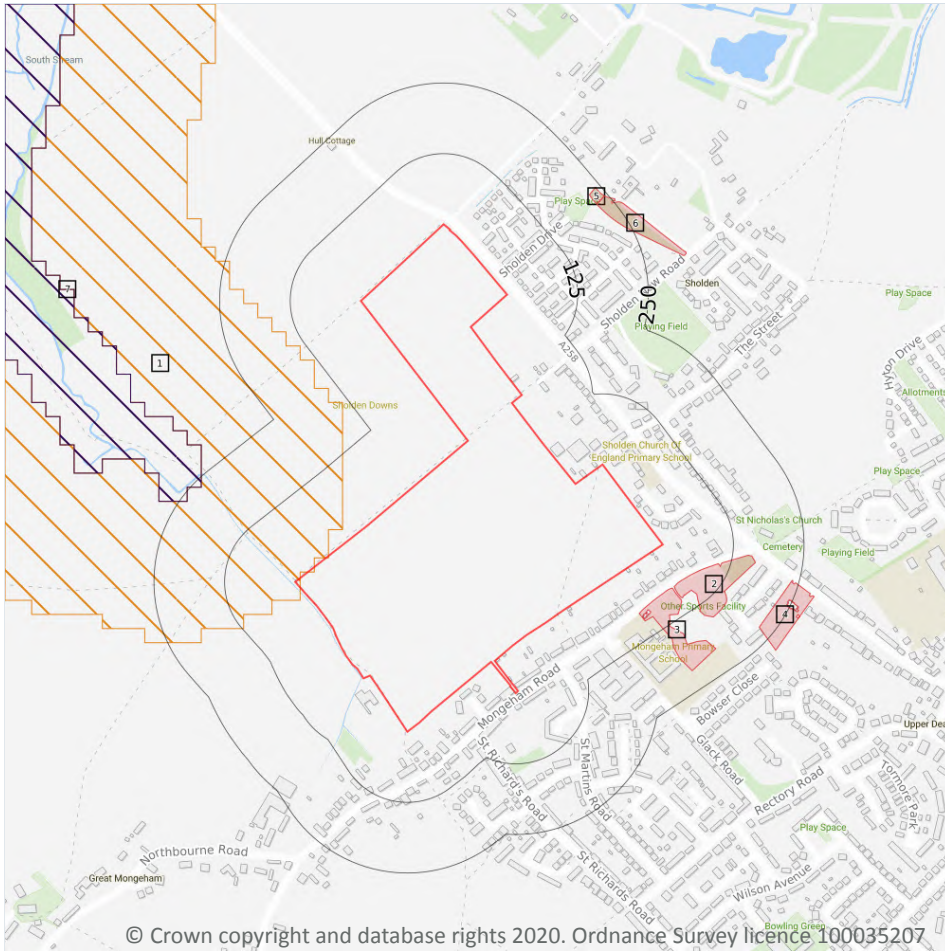 South Stream
Hull Cottage
5
Play Space
6
Sholden Drive
125
250
Sholden New Road
Sholden
Playing Field
The Street
A258
7
1
Sholden Downs
Play Space
Hyton Drive
Allotments
Sholden Church Of
England Primary School
Play Space
St Nicholas's Church
Cemetery
Playing Field
2
Other Sports Facility
4
3
Mongeham Primary
School
Mongeham Road
Bowser Close
Glack Road
St Richard's Road
St Martins Road
Rectory Road
Upper Dea
Tormore Park
Play Space
Northbourne Road
Great Mongeham
St Richards Road
Wilson Avenue
Bowling Green
© Crown copyright and database rights 2020. Ordnance Survey licence 100035207